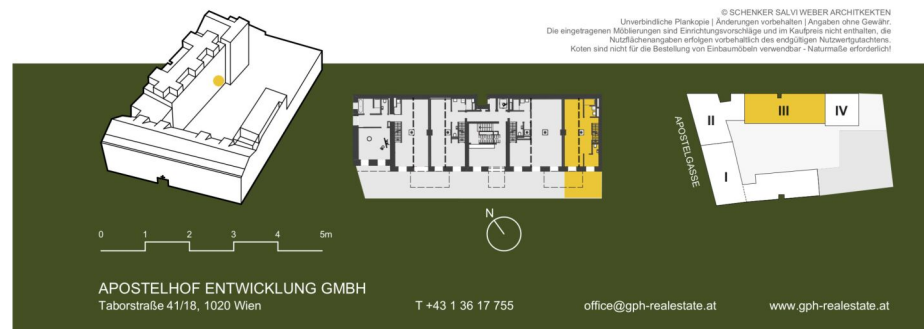 © SCHENKER SALVI WEBER ARCHITKEKTEN
Unverbindliche Plankopie | Änderungen vorbehalten | Angaben ohne Gewähr.
Die eingetragenen Möblierungen sind Einrichtungsvorschläge und im Kaufpreis nicht enthalten, die
Nutzflächenangaben erfolgen vorbehaltlich des endgültigen Nutzwertgutachtens.
Koten sind nicht für die Bestellung von Einbaumöbeln verwendbar - Naturmaße erforderlich!
II
III
IV
APOSTELGASSE
I
N
0 1 2 3 4 5m
APOSTELHOF ENTWICKLUNG GMBH
Taborstraße 41/18, 1020 Wien
T +43 1 36 17 755
office@gph-realestate.at
www.gph-realestate.at